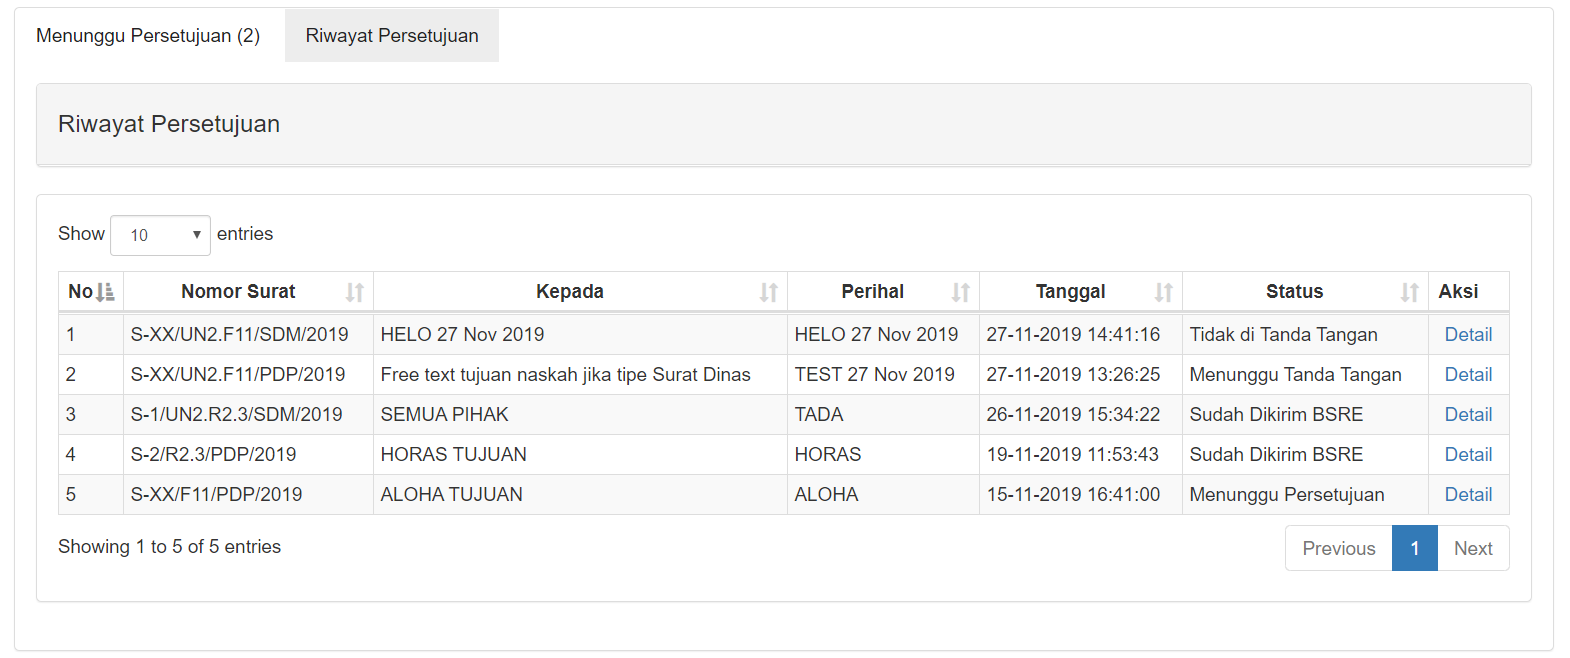 Menunggu Persetujuan (2) Riwayat Persetujuan
Riwayat Persetujuan
Show 10 entries
No Nomor Surat Kepada Perihal Tanggal Status Aksi
1 S-XX/UN2.F11/SDM/2019 HELO 27 Nov 2019 HELO 27 Nov 2019 27-11-2019 14:41:16 Tidak di Tanda Tangan Detail
2 S-XX/UN2.F11/PDP/2019 Free text tujuan naskah jika tipe Surat Dinas TEST 27 Nov 2019 27-11-2019 13:26:25 Menunggu Tanda Tangan Detail
3 S-1/UN2.R2.3/SDM/2019 SEMUA PIHAK TADA 26-11-2019 15:34:22 Sudah Dikirim BSRE Detail
4 S-2/R2.3/PDP/2019 HORAS TUJUAN HORAS 19-11-2019 11:53:43 Sudah Dikirim BSRE Detail
5 S-XX/F11/PDP/2019 ALOHA TUJUAN ALOHA 15-11-2019 16:41:00 Menunggu Persetujuan Detail
Showing 1 to 5 of 5 entries Previous 1 Next